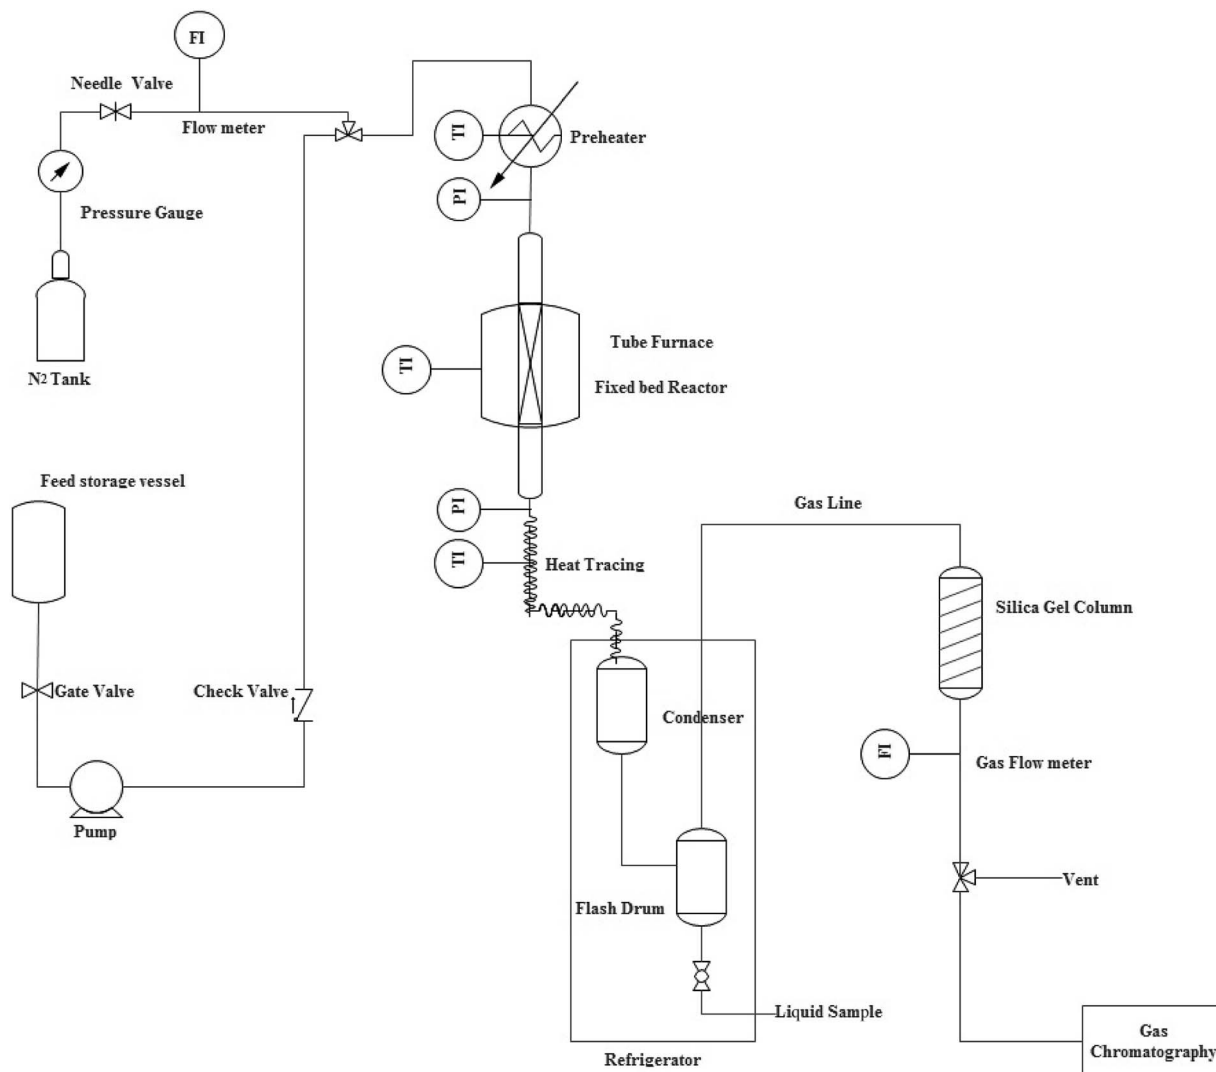 FI
Needle Valve
Flow meter
TI
Preheater
PI
Pressure Gauge
N2 Tank
Tube Furnace
TI
Fixed bed Reactor
Feed storage vessel
PI
Gas Line
TI
Heat Tracing
Silica Gel Column
Gate Valve
Check Valve
Condenser
FI
Gas Flow meter
Pump
Vent
Flash Drum
Liquid Sample
Refrigerator
Gas
Chromatography